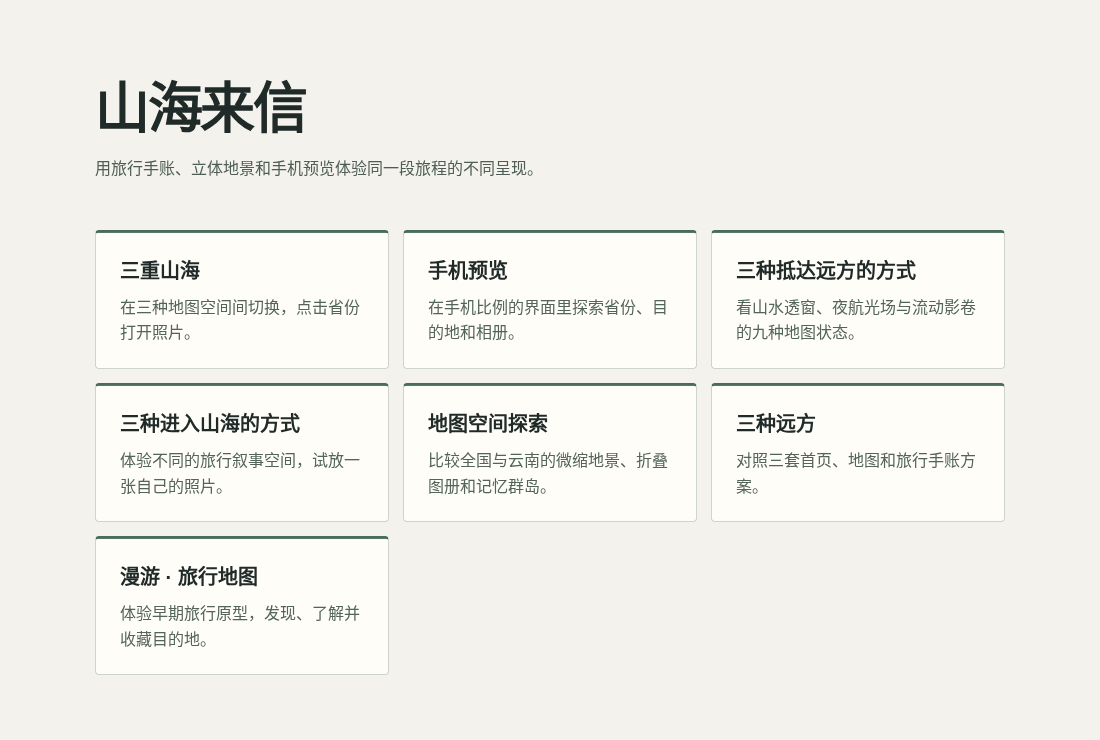 山海来信
用旅行手账、立体地景和手机预览体验同一段旅程的不同呈现。
三重山海
在三种地图空间间切换，点击省份
打开照片。
手机预览
在手机比例的界面里探索省份、目
的地和相册。
三种抵达远方的方式
看山水透窗、夜航光场与流动影卷
的九种地图状态。
三种进入山海的方式
体验不同的旅行叙事空间，试放一
张自己的照片。
地图空间探索
比较全国与云南的微缩地景、折叠
图册和记忆群岛。
三种远方
对照三套首页、地图和旅行手账方
案。
漫游 · 旅行地图
体验早期旅行原型，发现、了解并
收藏目的地。